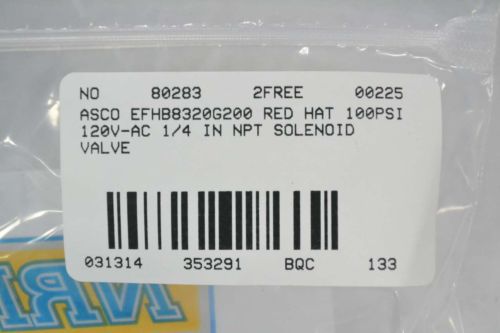 NO 80283 2FREE 00225
ASCO EFHB8320G200 RED HAT 100PSI
120V-AC 1/4 IN NPT SOLENOID
VALVE
031314 353291 BQC 133